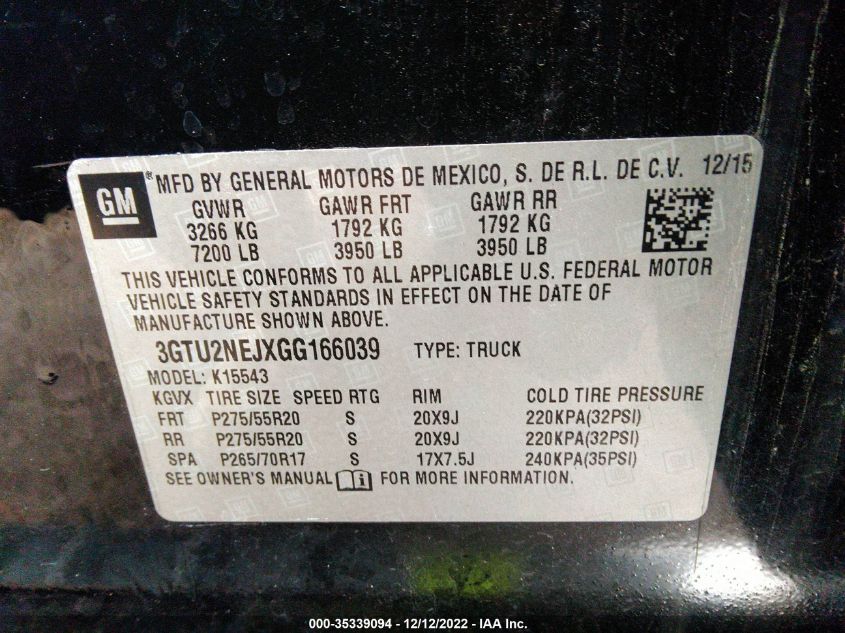 GM ® MFD BY GENERAL MOTORS DE MEXICO, S. DE R.L. DE C.V. 12/15
GVWR GAWR FRT GAWR RR
3266 KG 1792 KG 1792 KG
7200 LB 3950 LB 3950 LB
THIS VEHICLE CONFORMS TO ALL APPLICABLE U.S. FEDERAL MOTOR
VEHICLE SAFETY STANDARDS IN EFFECT ON THE DATE OF
MANUFACTURE SHOWN ABOVE.
3GTU2NEJXGG166039 TYPE: TRUCK
MODEL: K15543
KGVX TIRE SIZE SPEED RTG RIM COLD TIRE PRESSURE
FRT P275/55R20 S 20X9J 220KPA(32PSI)
RR P275/55R20 S 20X9J 220KPA(32PSI)
SPA P265/70R17 S 17X7.5J 240KPA(35PSI)
SEE OWNER'S MANUAL FOR MORE INFORMATION.
000-35339094 - 12/12/2022 - IAA Inc.